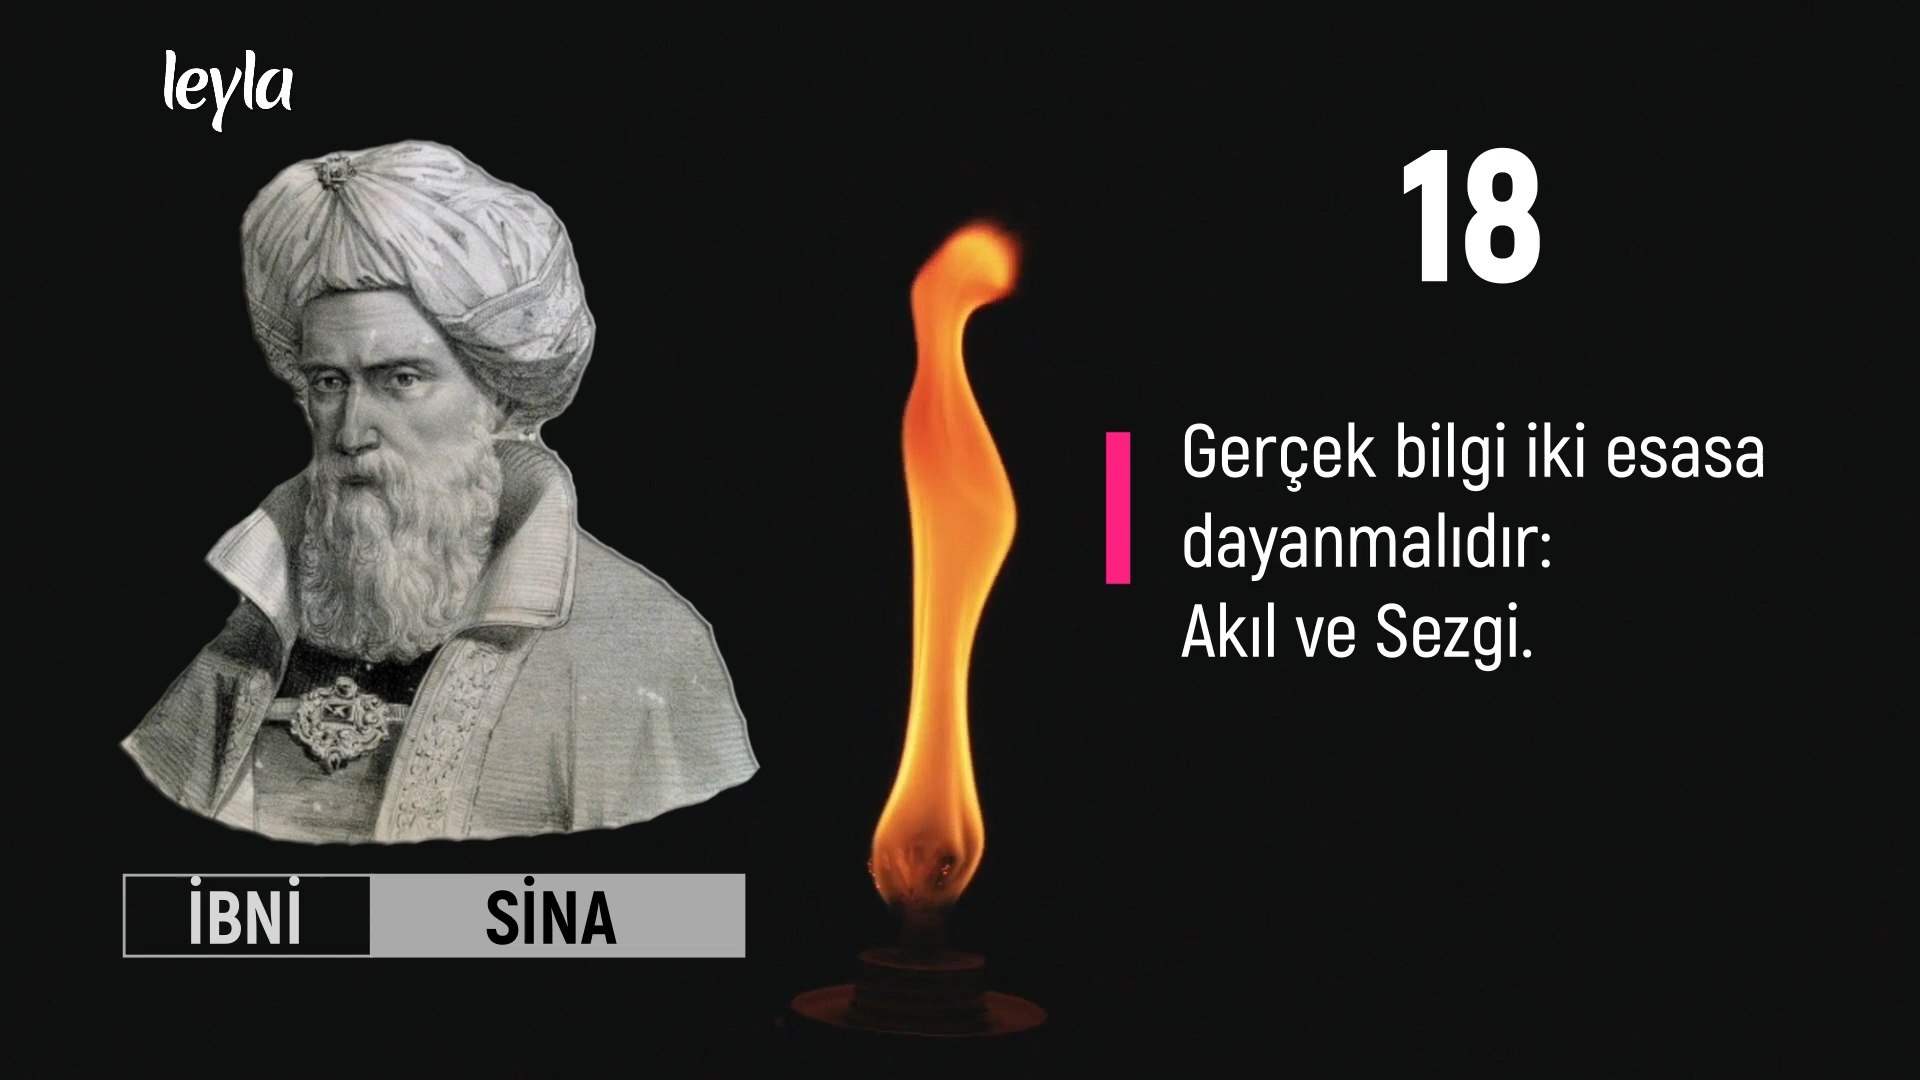 leyla
18
Gerçek bilgi iki esasa
dayanmalıdır:
Akıl ve Sezgi.
İBNİ SİNA